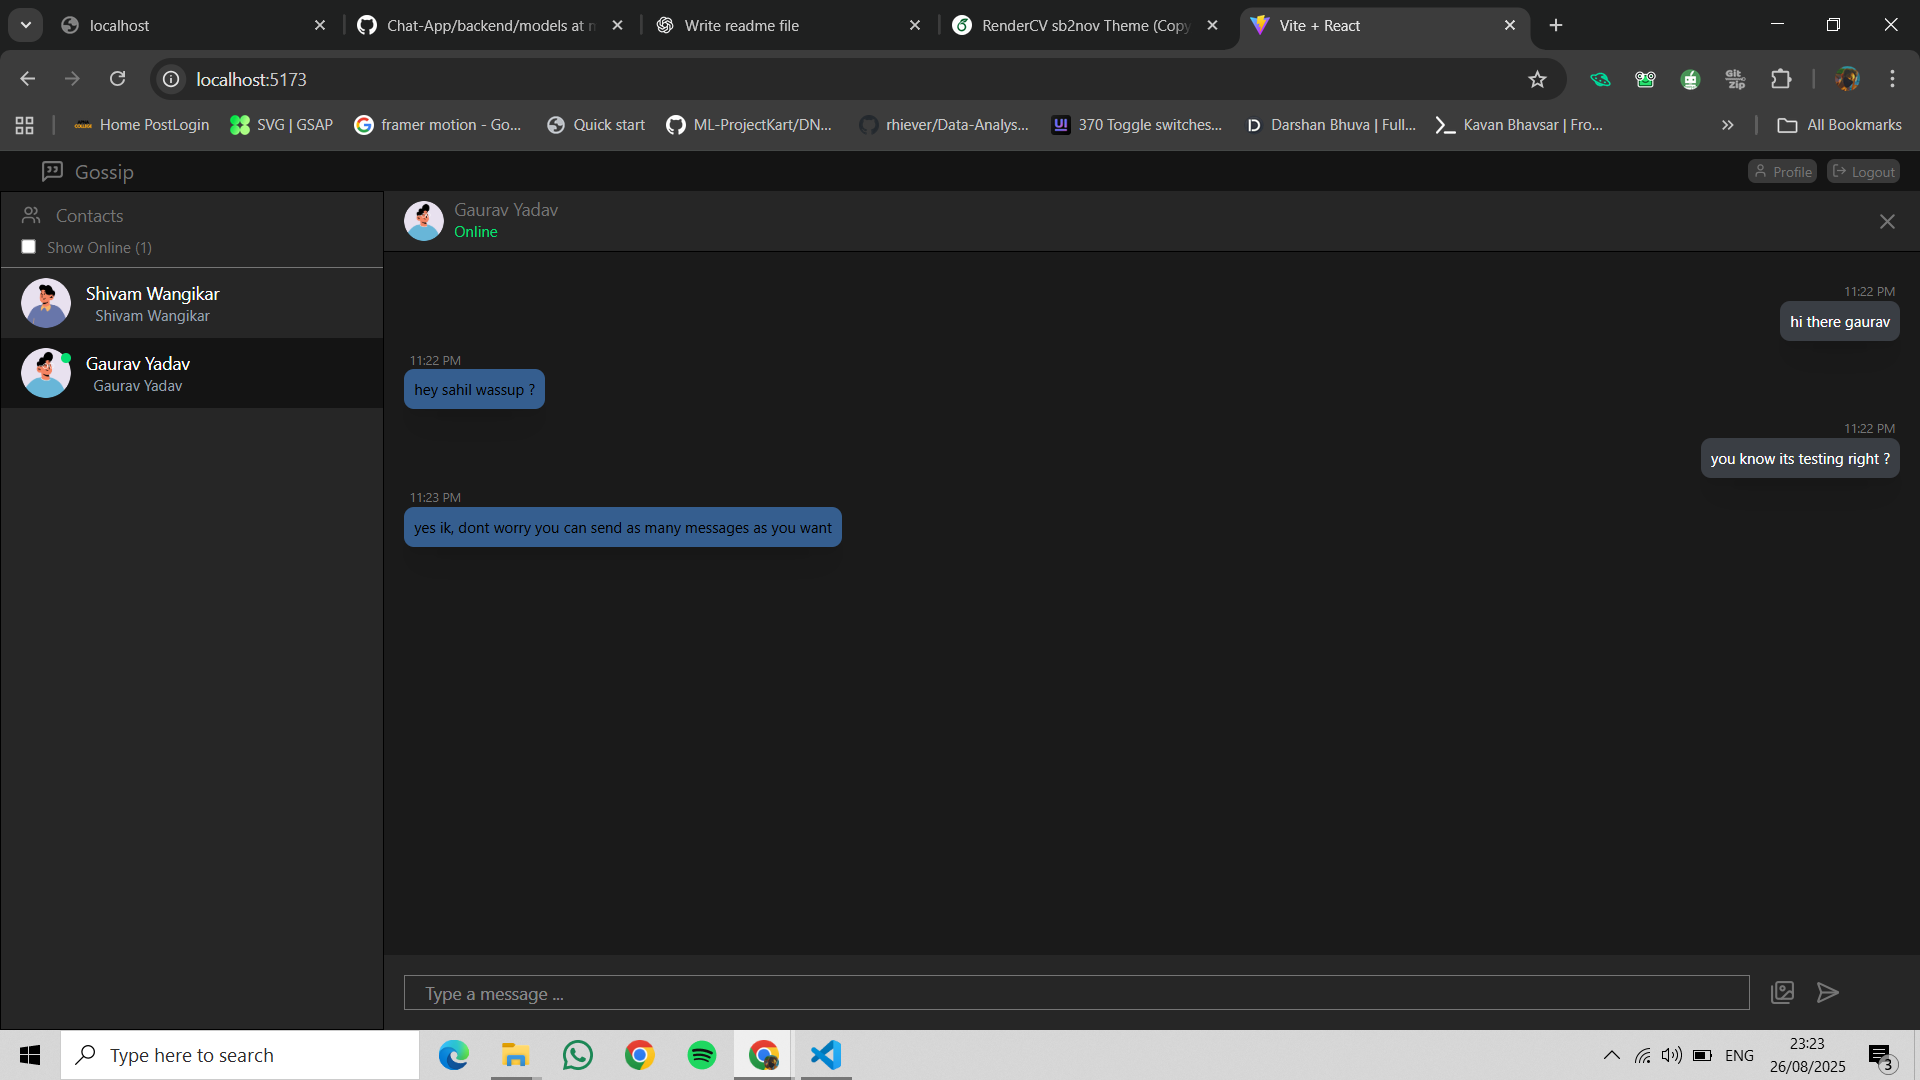 localhost
Chat-App/backend/models at n
Write readme file
RenderCV sb2nov Theme (Copy
Vite + React
localhost:5173
Git
Zip
Home PostLogin
SVG | GSAP
framer motion - Go...
Quick start
ML-ProjectKart/DN...
rhiever/Data-Analys...
UI
370 Toggle switches...
D
Darshan Bhuva | Full...
Kavan Bhavsar | Fro...
All Bookmarks
Gossip
Profile
Logout
Contacts
Show Online (1)
Shivam Wangikar
Shivam Wangikar
Gaurav Yadav
Gaurav Yadav
Gaurav Yadav
Online
11:22 PM
hi there gaurav
11:22 PM
hey sahil wassup ?
11:22 PM
you know its testing right ?
11:23 PM
yes ik, dont worry you can send as many messages as you want
Type a message ...
Type here to search
ENG
23:23
26/08/2025
3